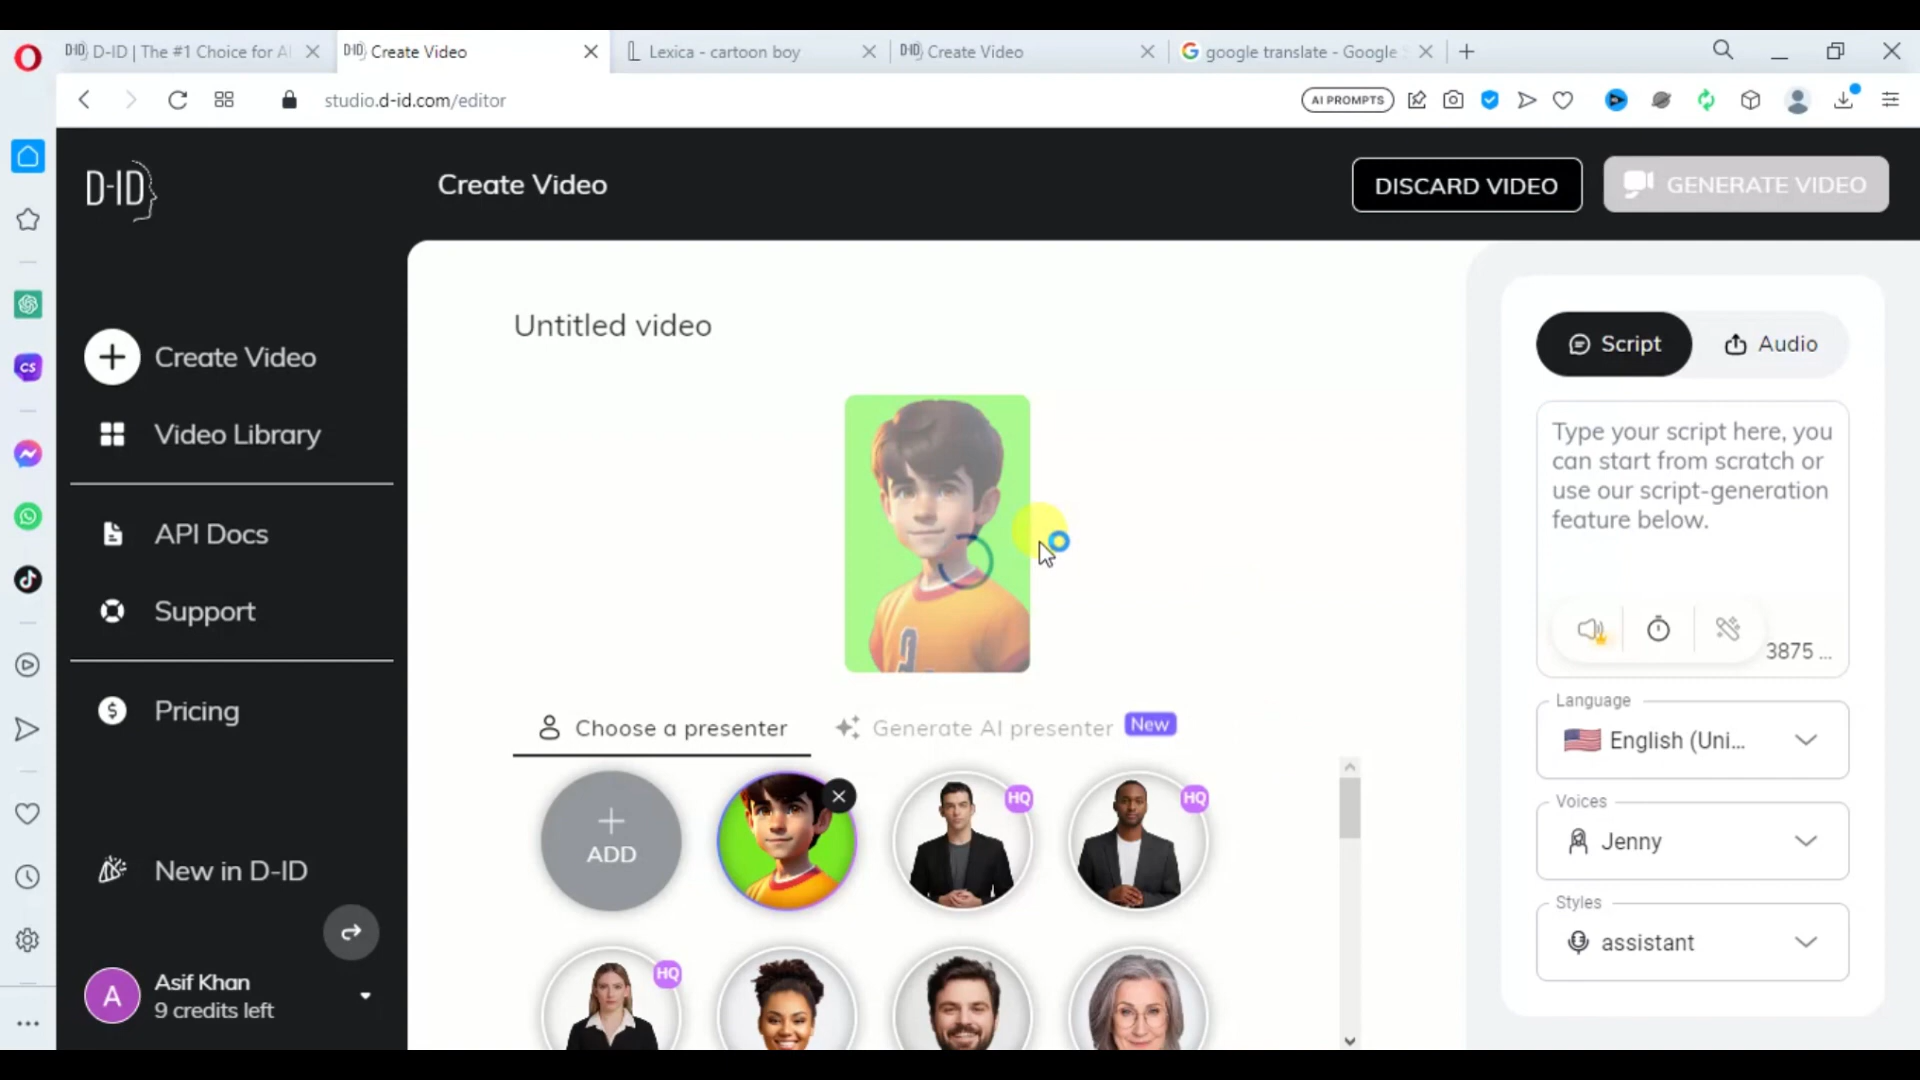 D-ID | The #1 Choice for AI
Create Video
Lexica - cartoon boy
Create Video
google translate - Google
studio.d-id.com/editor
AI PROMPTS
D-ID
Create Video
DISCARD VIDEO
GENERATE VIDEO
Create Video
Video Library
API Docs
Support
Pricing
New in D-ID
A
Asif Khan
9 credits left
Untitled video
Choose a presenter
Generate AI presenter
New
ADD
HQ
HQ
HQ
Script
Audio
Type your script here, you
can start from scratch or
use our script-generation
feature below.
3875 ...
Language
English (Uni...
Voices
Jenny
Styles
assistant